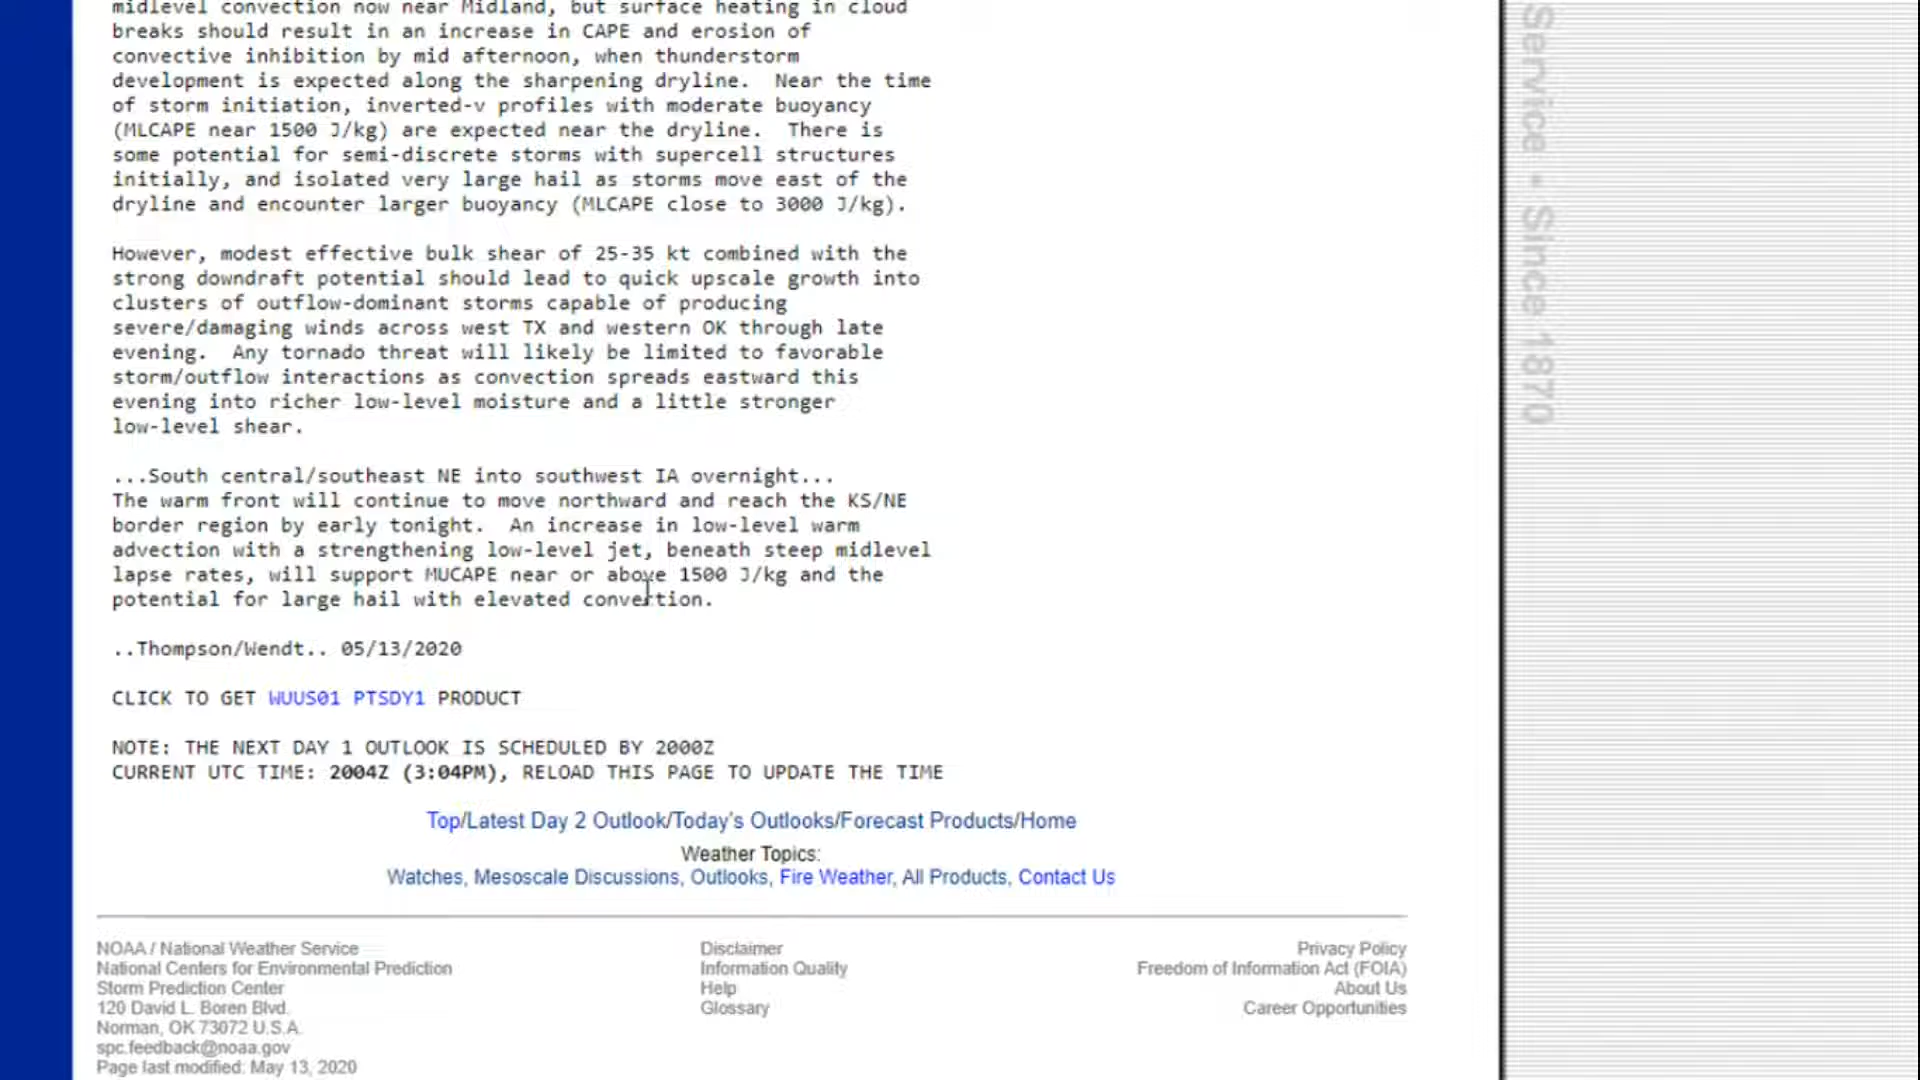 midlevel convection now near Midland, but surface heating in cloud
breaks should result in an increase in CAPE and erosion of
convective inhibition by mid afternoon, when thunderstorm
development is expected along the sharpening dryline.  Near the time
of storm initiation, inverted-v profiles with moderate buoyancy
(MLCAPE near 1500 J/kg) are expected near the dryline.  There is
some potential for semi-discrete storms with supercell structures
initially, and isolated very large hail as storms move east of the
dryline and encounter larger buoyancy (MLCAPE close to 3000 J/kg).
However, modest effective bulk shear of 25-35 kt combined with the
strong downdraft potential should lead to quick upscale growth into
clusters of outflow-dominant storms capable of producing
severe/damaging winds across west TX and western OK through late
evening.  Any tornado threat will likely be limited to favorable
storm/outflow interactions as convection spreads eastward this
evening into richer low-level moisture and a little stronger
low-level shear.
...South central/southeast NE into southwest IA overnight...
The warm front will continue to move northward and reach the KS/NE
border region by early tonight.  An increase in low-level warm
advection with a strengthening low-level jet, beneath steep midlevel
lapse rates, will support MUCAPE near or above 1500 J/kg and the
potential for large hail with elevated convection.
..Thompson/Wendt.. 05/13/2020
CLICK TO GET WUUS01 PTSDY1 PRODUCT
NOTE: THE NEXT DAY 1 OUTLOOK IS SCHEDULED BY 2000Z
CURRENT UTC TIME: 2004Z (3:04PM), RELOAD THIS PAGE TO UPDATE THE TIME
Top/Latest Day 2 Outlook/Today's Outlooks/Forecast Products/Home
Weather Topics:
Watches, Mesoscale Discussions, Outlooks, Fire Weather, All Products, Contact Us
NOAA / National Weather Service
National Centers for Environmental Prediction
Storm Prediction Center
120 David L. Boren Blvd.
Norman, OK 73072 U.S.A.
spc.feedback@noaa.gov
Page last modified: May 13, 2020
Disclaimer
Information Quality
Help
Glossary
Privacy Policy
Freedom of Information Act (FOIA)
About Us
Career Opportunities
Service • Since 1870